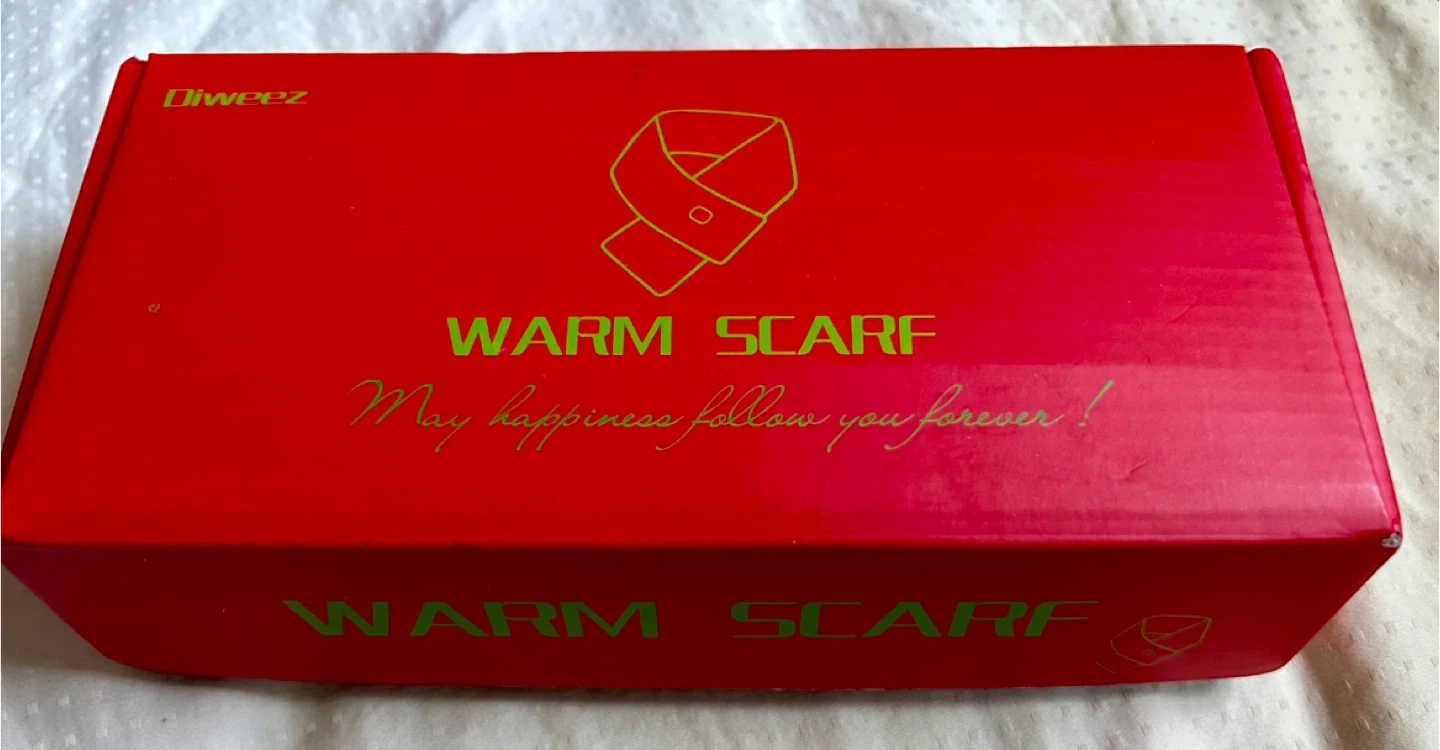 Diweez
WARM SCARF
May happiness follow you forever!
WARM SCARF